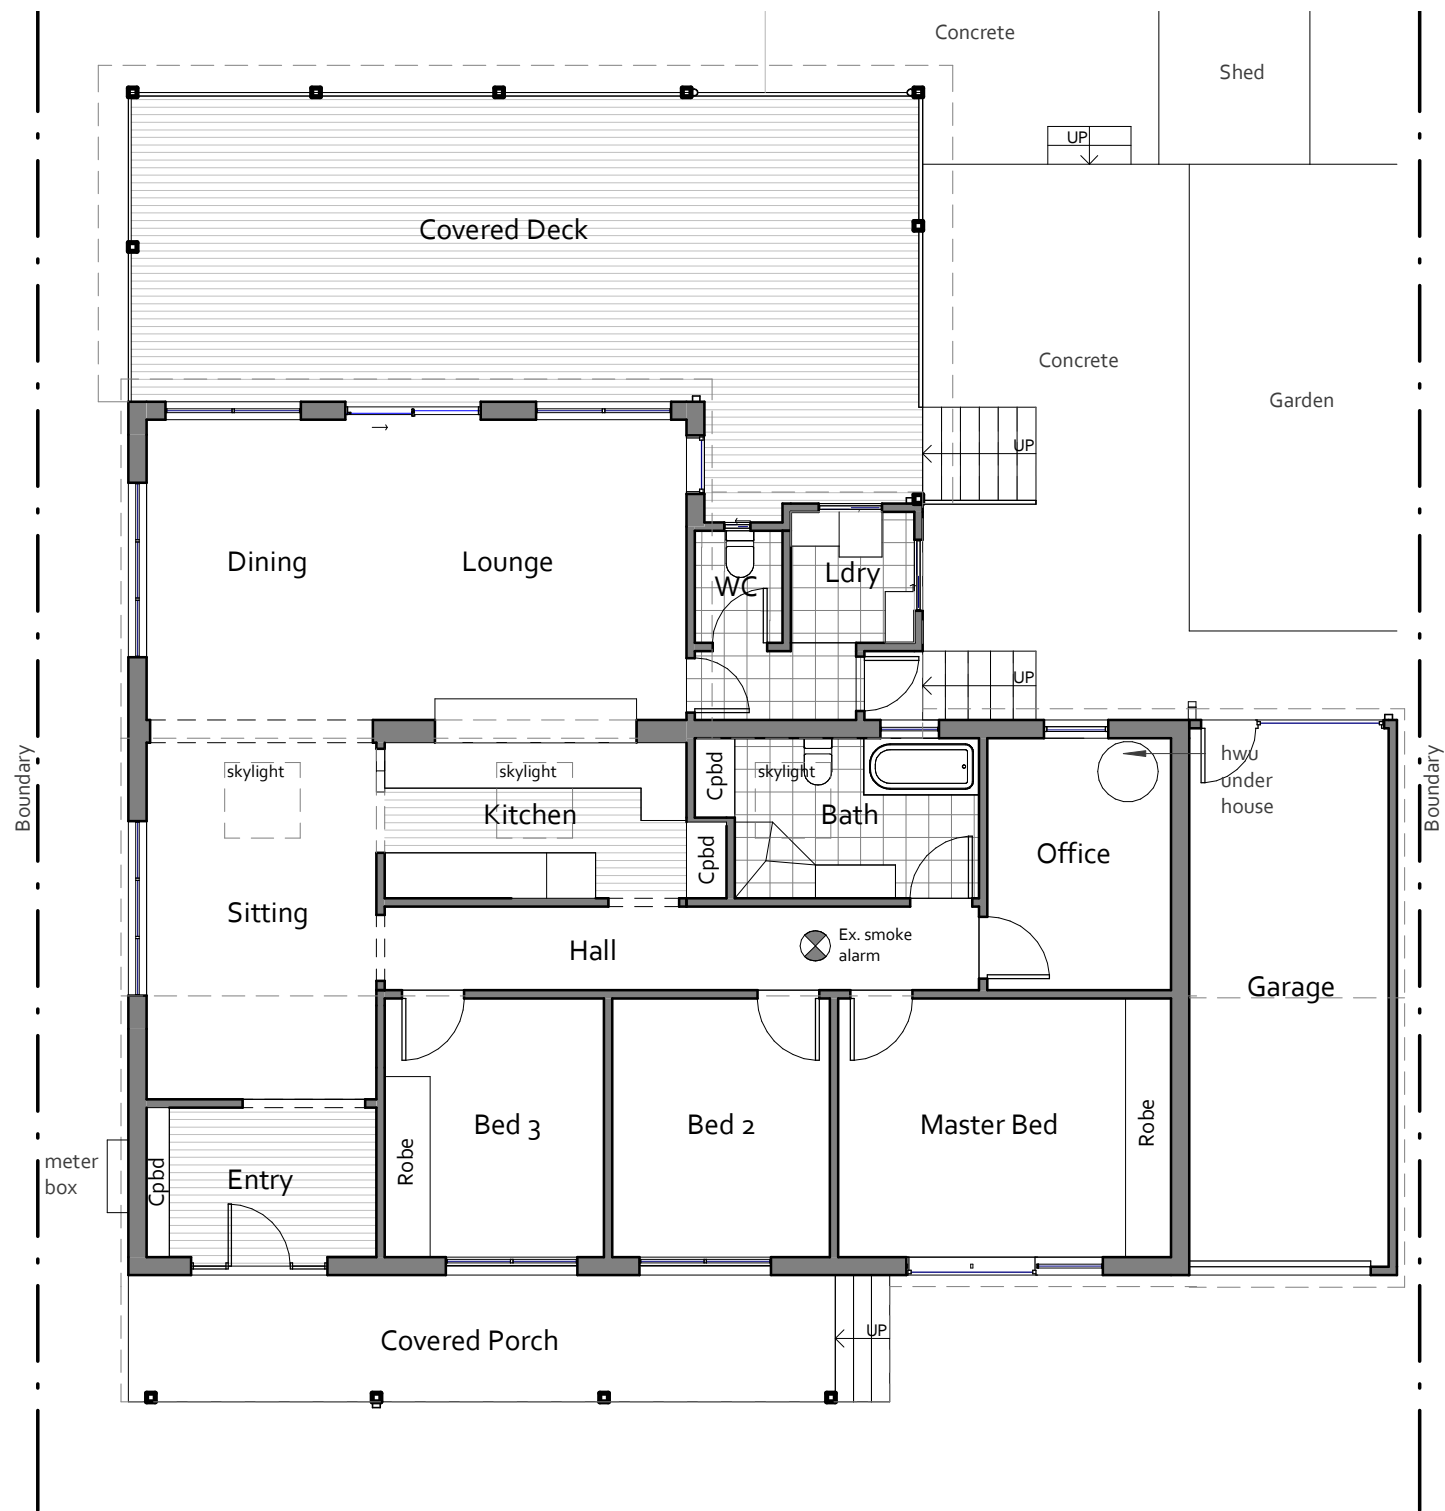 Concrete
Shed
UP
Covered Deck
Concrete
Garden
UP
Dining
Lounge
WC
Ldry
UP
Boundary
skylight
skylight
Cpbd
skylight
hwu
under
house
Boundary
Kitchen
Bath
Cpbd
Office
Sitting
Hall
Ex. smoke
alarm
Garage
Bed 3
Bed 2
Master Bed
Robe
Robe
meter
box
Cpbd
Entry
UP
Covered Porch